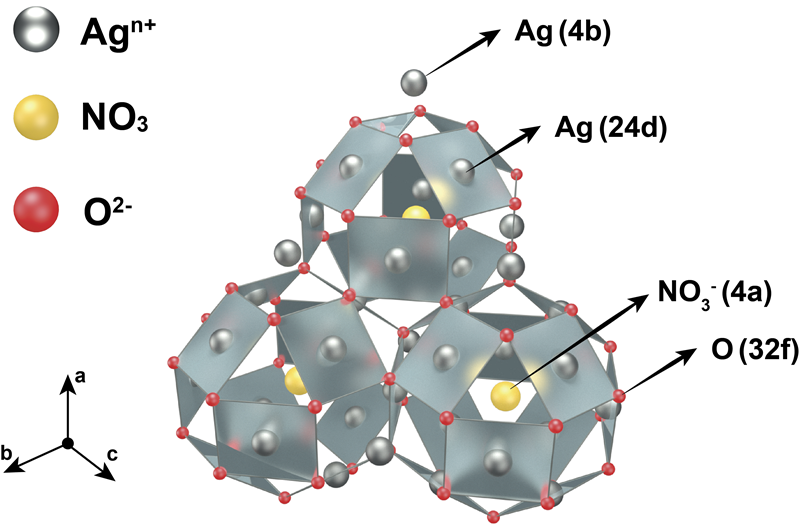 Agⁿ⁺
NO₃
O²⁻
Ag (4b)
Ag (24d)
NO₃⁻ (4a)
O (32f)
a
b
c